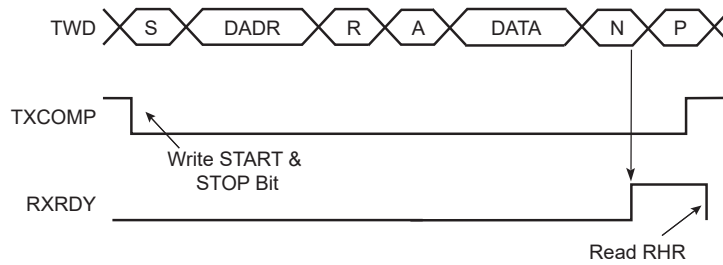 TWD S DADR R A DATA N P
TXCOMP
Write START &
STOP Bit
RXRDY
Read RHR